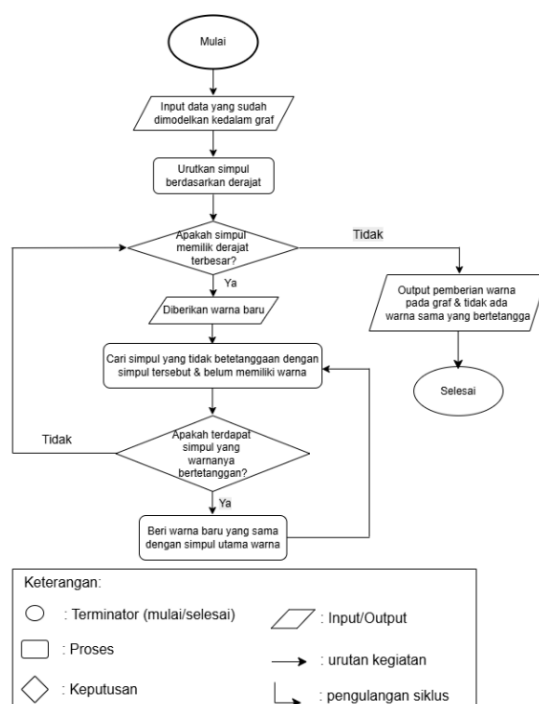 Mulai
Input data yang sudah
dimodelkan kedalam graf
Urutkan simpul
berdasarkan derajat
Apakah simpul
memilik derajat
terbesar?
Tidak
Ya
Output pemberian warna
pada graf & tidak ada
warna sama yang bertetangga
Diberikan warna baru
Cari simpul yang tidak betetanggaan dengan
simpul tersebut & belum memiliki warna
Selesai
Tidak
Apakah terdapat
simpul yang
warnanya
bertetanggan?
Ya
Beri warna baru yang sama
dengan simpul utama warna
Keterangan:
: Terminator (mulai/selesai)
: Input/Output
: Proses
: urutan kegiatan
: Keputusan
: pengulangan siklus